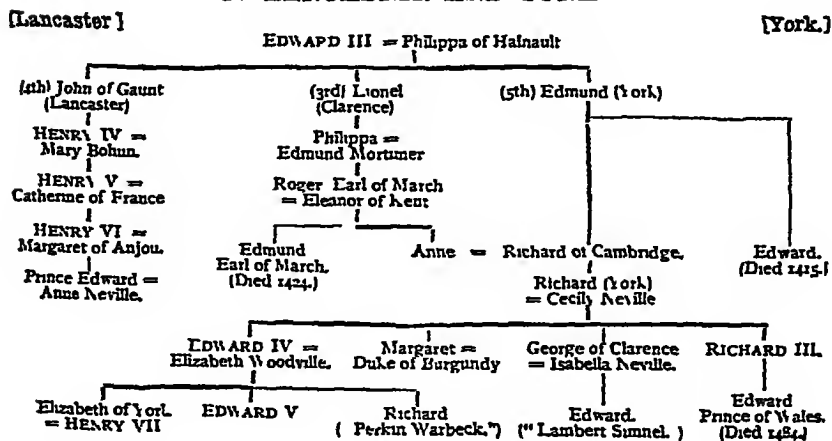 [Lancaster]
[York.]
EDWARD III = Philippa of Hainault
(4th) John of Gaunt
(Lancaster)
(3rd) Lionel
(Clarence)
(5th) Edmund (York)
HENRY IV =
Mary Bohun.
Philippa =
Edmund Mortimer
HENRY V =
Catherine of France
Roger Earl of March
= Eleanor of Kent
HENRY VI =
Margaret of Anjou.
Edmund
Earl of March.
(Died 1424.)
Anne = Richard of Cambridge.
Edward.
(Died 1415.)
Prince Edward =
Anne Neville.
Richard (York)
= Cecily Neville
EDWARD IV =
Elizabeth Woodville.
Margaret =
Duke of Burgundy
George of Clarence
= Isabella Neville.
RICHARD III.
Elizabeth of York.
= HENRY VII
EDWARD V
Richard
( Perkin Warbeck.")
Edward.
("Lambert Simnel. )
Edward
Prince of Wales.
(Died 1484.)